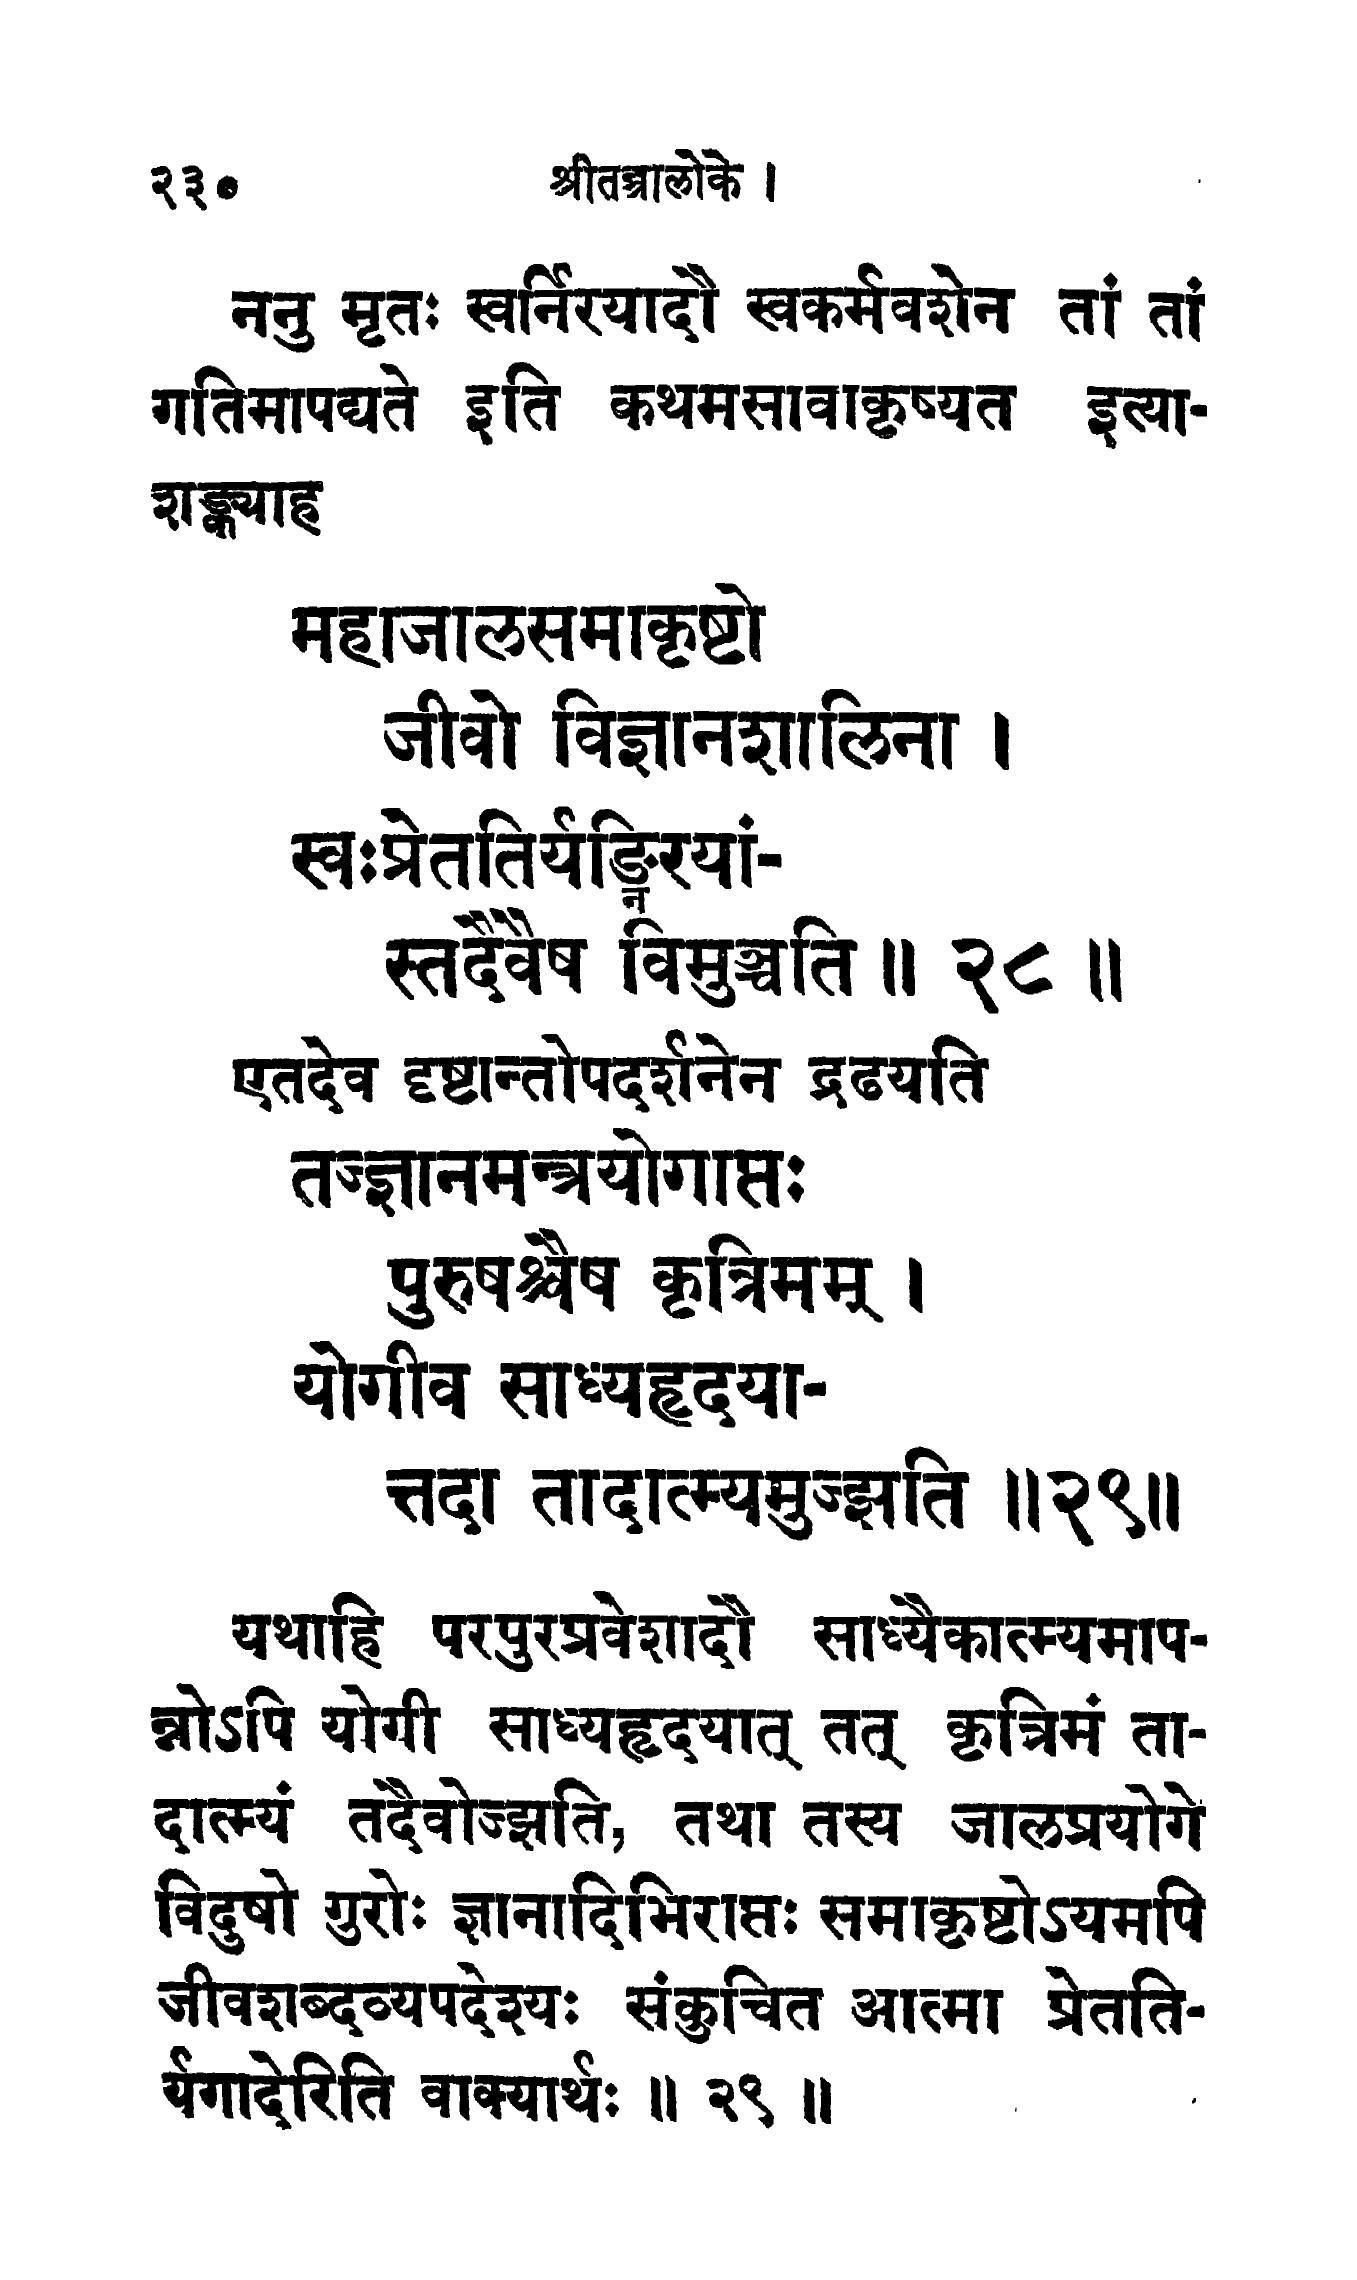 २३० श्रीतन्त्रालोके ।
ननु मृतः स्वर्निरयादौ स्वकर्मवशेन तां तां
गतिमापद्यते इति कथमसावाकृष्यत इत्या-
शङ्क्याह
महाजालसमाकृष्टो
जीवो विज्ञानशालिना ।
स्वःप्रेततिर्यङ्निरयां-
स्तदैवैष विमुञ्चति ॥ २८ ॥
एतदेव दृष्टान्तोपदर्शनेन द्रढयति
तज्ज्ञानमन्त्रयोगाप्तः
पुरुषश्चैष कृत्रिमम् ।
योगीव साध्यहृदया-
त्तदा तादात्म्यमुज्झति ॥२९॥
यथाहि परपुरप्रवेशादौ साध्यैकात्म्यमाप-
न्नोऽपि योगी साध्यहृदयात् तत् कृत्रिमं ता-
दात्म्यं तदैवोज्झति, तथा तस्य जालप्रयोगे
विदुषो गुरोः ज्ञानादिभिराप्तः समाकृष्टोऽयमपि
जीवशब्दव्यपदेश्यः संकुचित आत्मा प्रेतति-
र्यगादेरिति वाक्यार्थः ॥ २९ ॥